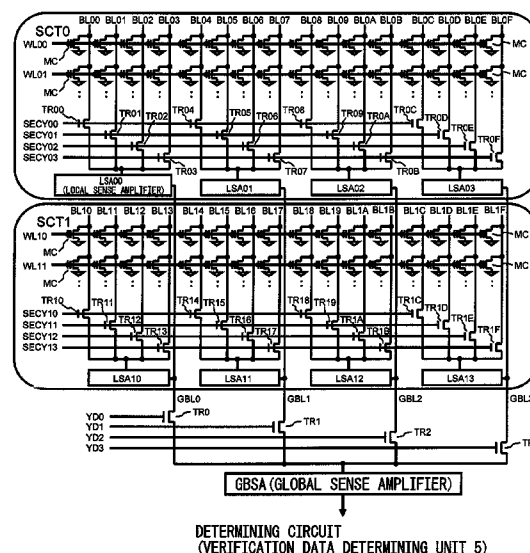 BL00 BL01 BL02 BL03 BL04 BL05 BL06 BL07 BL08 BL09 BL0A BL0B BL0C BL0D BL0E BL0F
SCT0
WL00
MC MC
WL01
MC MC
TR00 TR01 TR02 TR04 TR05 TR06 TR08 TR09 TR0A TR0C TR0D TR0E TR0F
SECY00
SECY01
SECY02
SECY03
TR03 TR07 TR0B
LSA00 LSA01 LSA02 LSA03
(LOCAL SENSE AMPLIFIER)
SCT1
BL10 BL11 BL12 BL13 BL14 BL15 BL16 BL17 BL18 BL19 BL1A BL1B BL1C BL1D BL1E BL1F
WL10
MC MC
WL11
MC MC
TR10 TR11 TR12 TR13 TR14 TR15 TR16 TR17 TR18 TR19 TR1A TR1B TR1C TR1D TR1E TR1F
SECY10
SECY11
SECY12
SECY13
LSA10 LSA11 LSA12 LSA13
GBL0 GBL1 GBL2
YD0 TR0
YD1 TR1
YD2 TR2
YD3
GBSA(GLOBAL SENSE AMPLIFIER)
DETERMINING CIRCUIT
(VERIFICATION DATA DETERMINING UNIT 5)